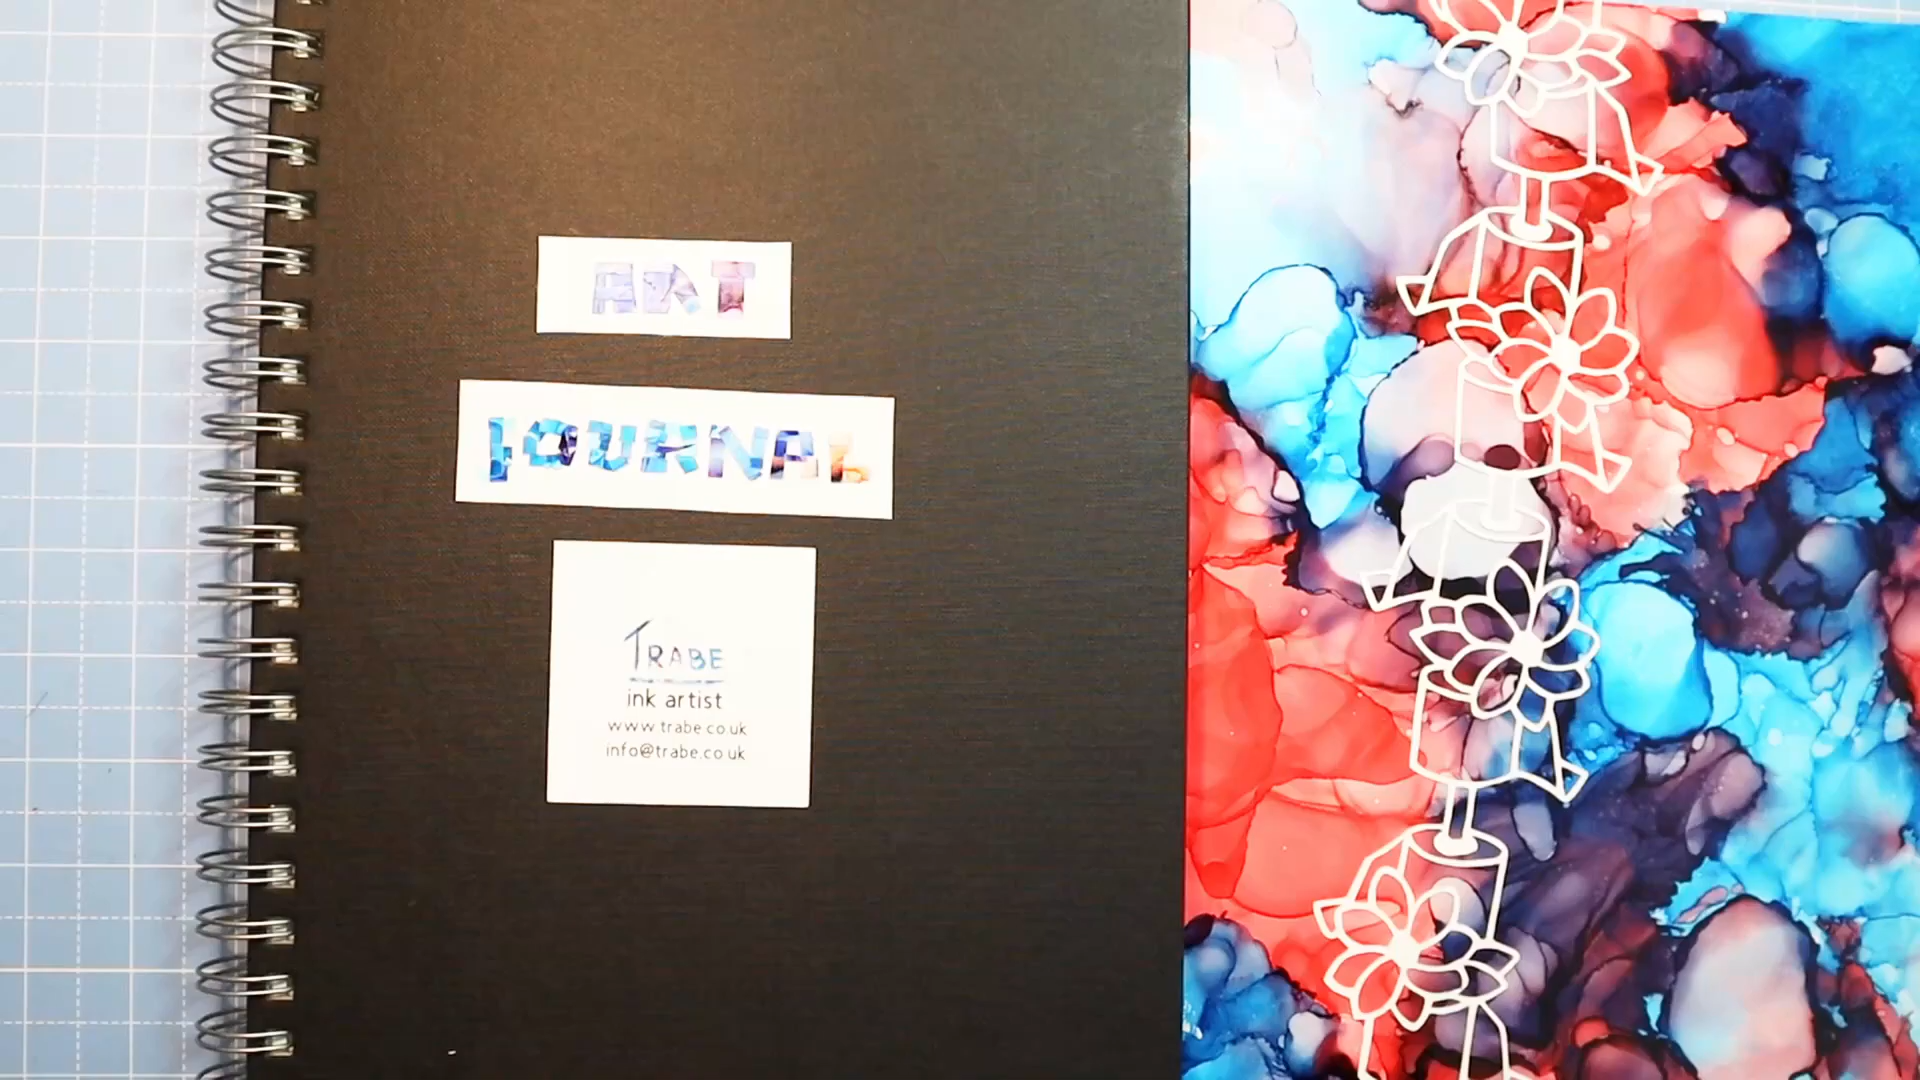 ART
JOURNAL
TRABE
ink artist
www.trabe.co.uk
info@trabe.co.uk